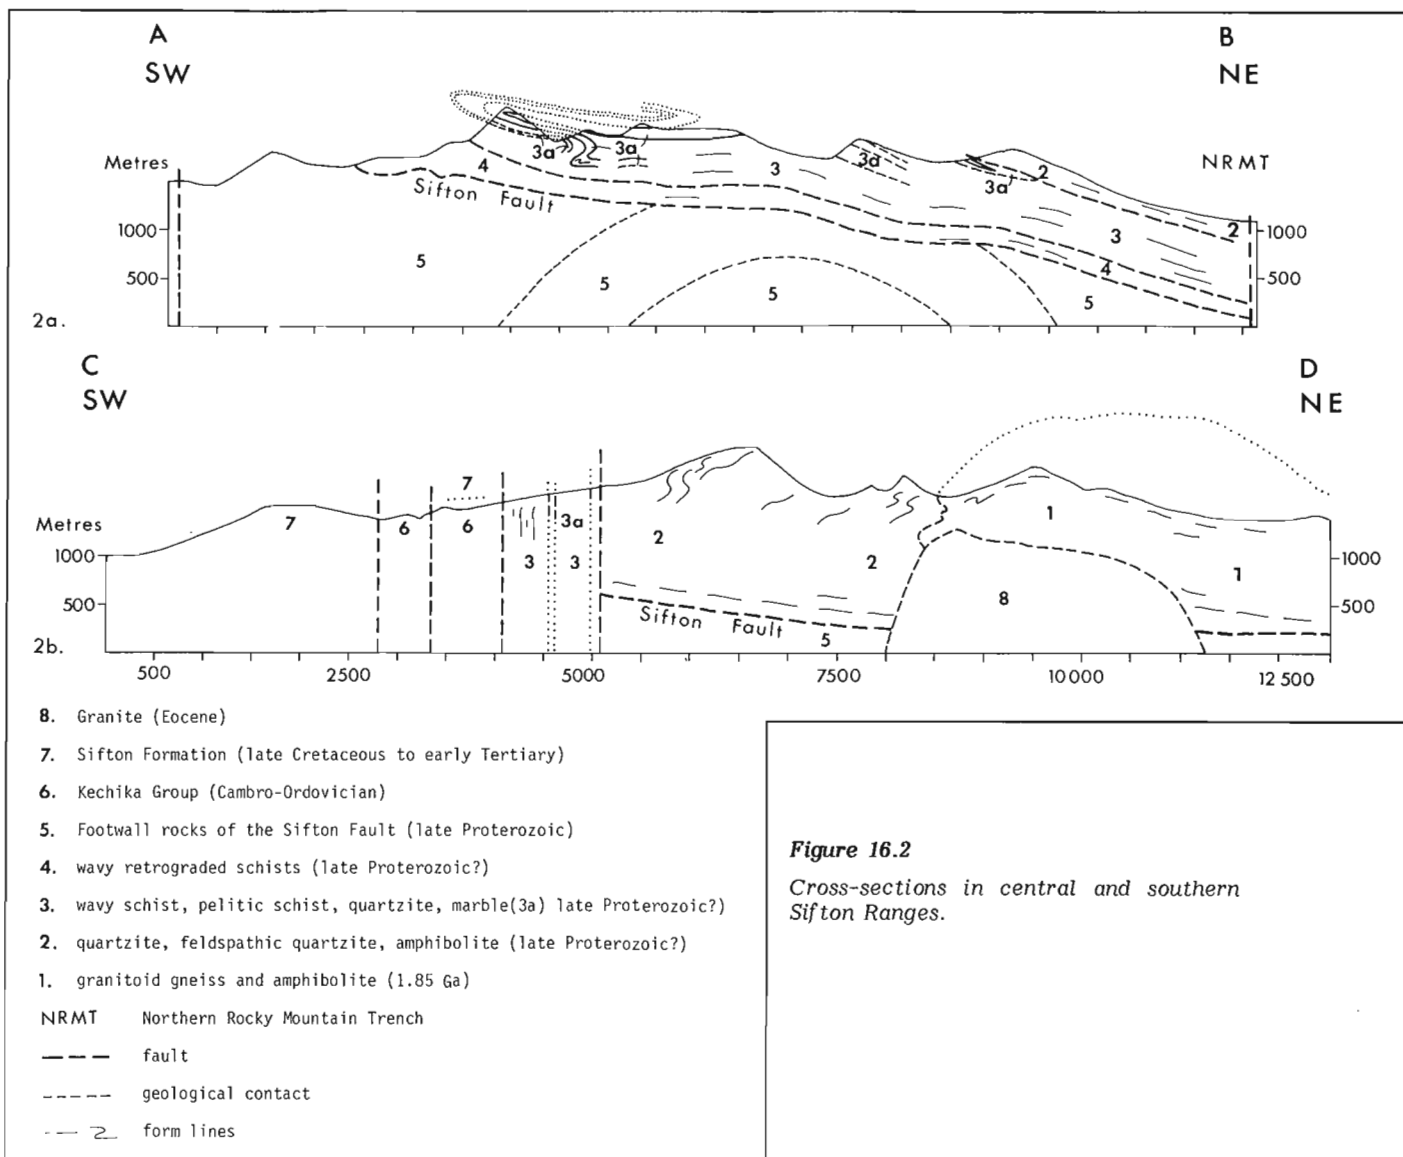 A
SW
B
NE
Metres
NRMT
1000
500
1000
500
3a
3a
3
3a
3a
2
4
Sifton Fault
3
2
4
5
5
5
5
2a.
C
SW
D
NE
Metres
1000
500
1000
500
7
6
7
6
3
3a
3
2
2
1
1
8
Sifton Fault
5
2b.
500 2500 5000 7500 10 000 12 500
8. Granite (Eocene)
7. Sifton Formation (late Cretaceous to early Tertiary)
6. Kechika Group (Cambro-Ordovician)
5. Footwall rocks of the Sifton Fault (late Proterozoic)
4. wavy retrograded schists (late Proterozoic?)
3. wavy schist, pelitic schist, quartzite, marble(3a) late Proterozoic?)
2. quartzite, feldspathic quartzite, amphibolite (late Proterozoic?)
1. granitoid gneiss and amphibolite (1.85 Ga)
NRMT Northern Rocky Mountain Trench
fault
geological contact
form lines
Figure 16.2
Cross-sections in central and southern
Sifton Ranges.